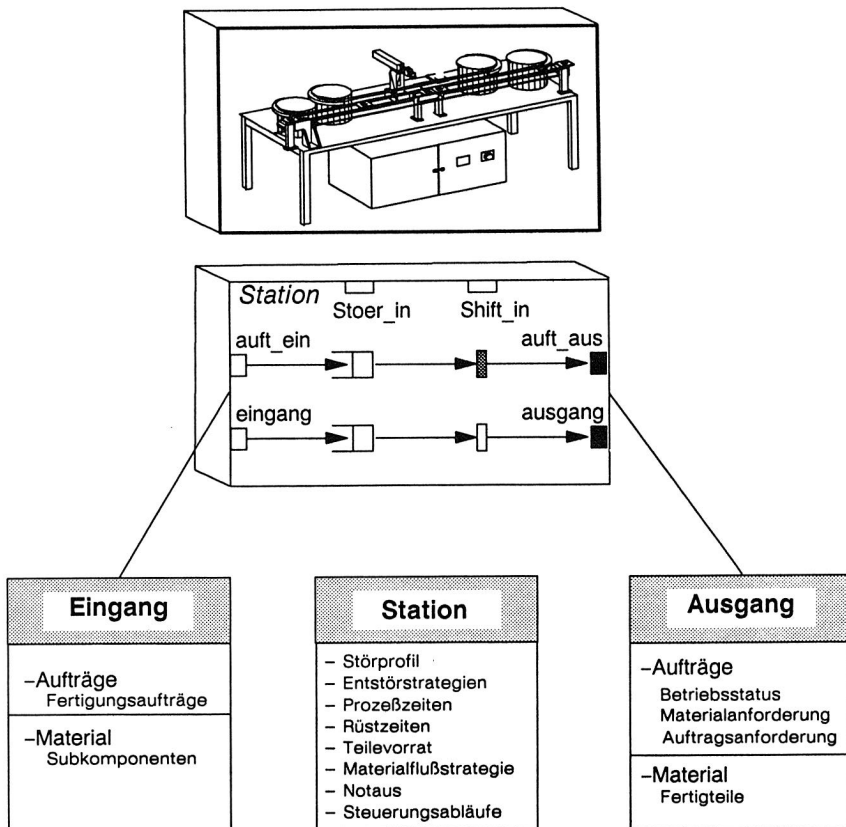 Station
Stoer_in
Shift_in
auft_ein
auft_aus
eingang
ausgang
Eingang
–Aufträge
Fertigungsaufträge
–Material
Subkomponenten
Station
– Störprofil
– Entstörstrategien
– Prozeßzeiten
– Rüstzeiten
– Teilevorrat
– Materialflußstrategie
– Notaus
– Steuerungsabläufe
Ausgang
–Aufträge
Betriebsstatus
Materialanforderung
Auftragsanforderung
–Material
Fertigteile